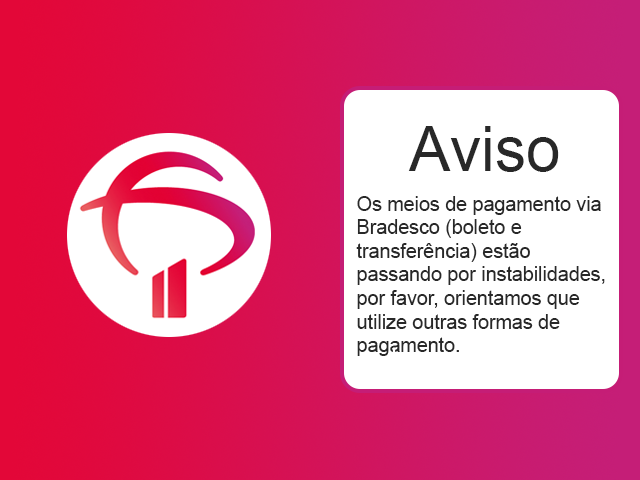 Aviso
Os meios de pagamento via
Bradesco (boleto e
transferência) estão
passando por instabilidades,
por favor, orientamos que
utilize outras formas de
pagamento.